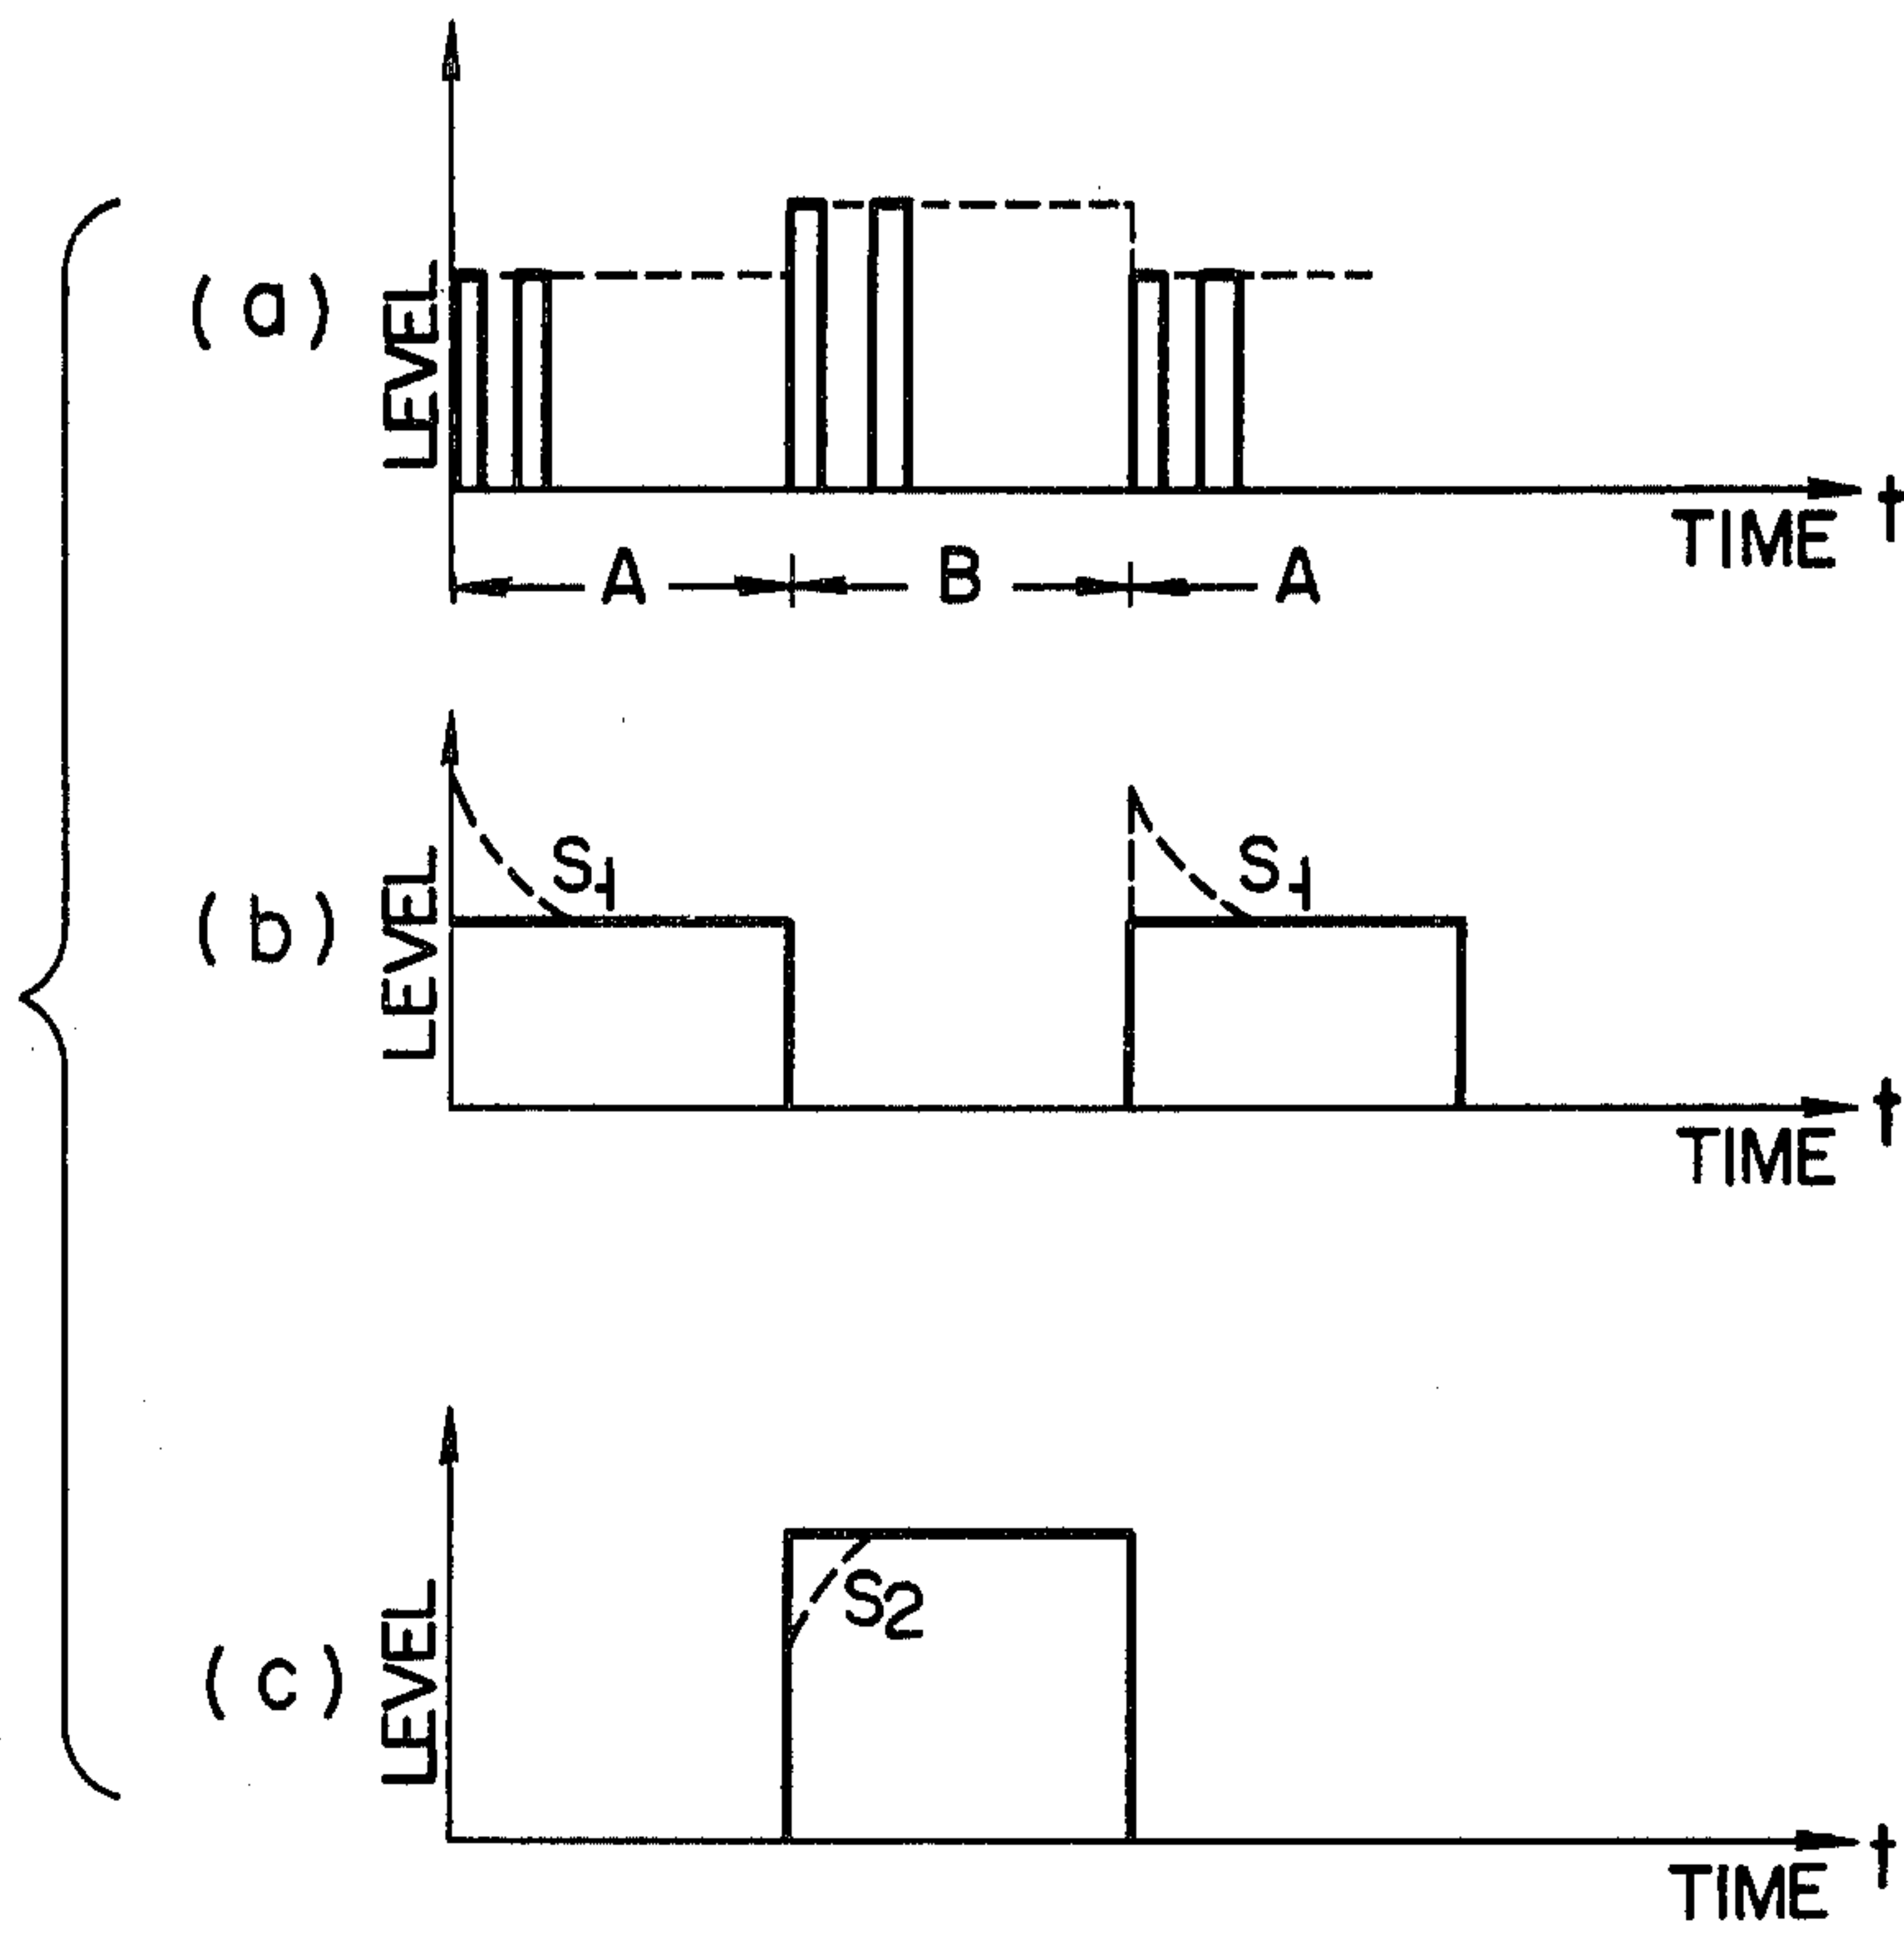 (a)
LEVEL
t
TIME
A B A
(b)
LEVEL
S1 S1
t
TIME
(c)
LEVEL
S2
t
TIME